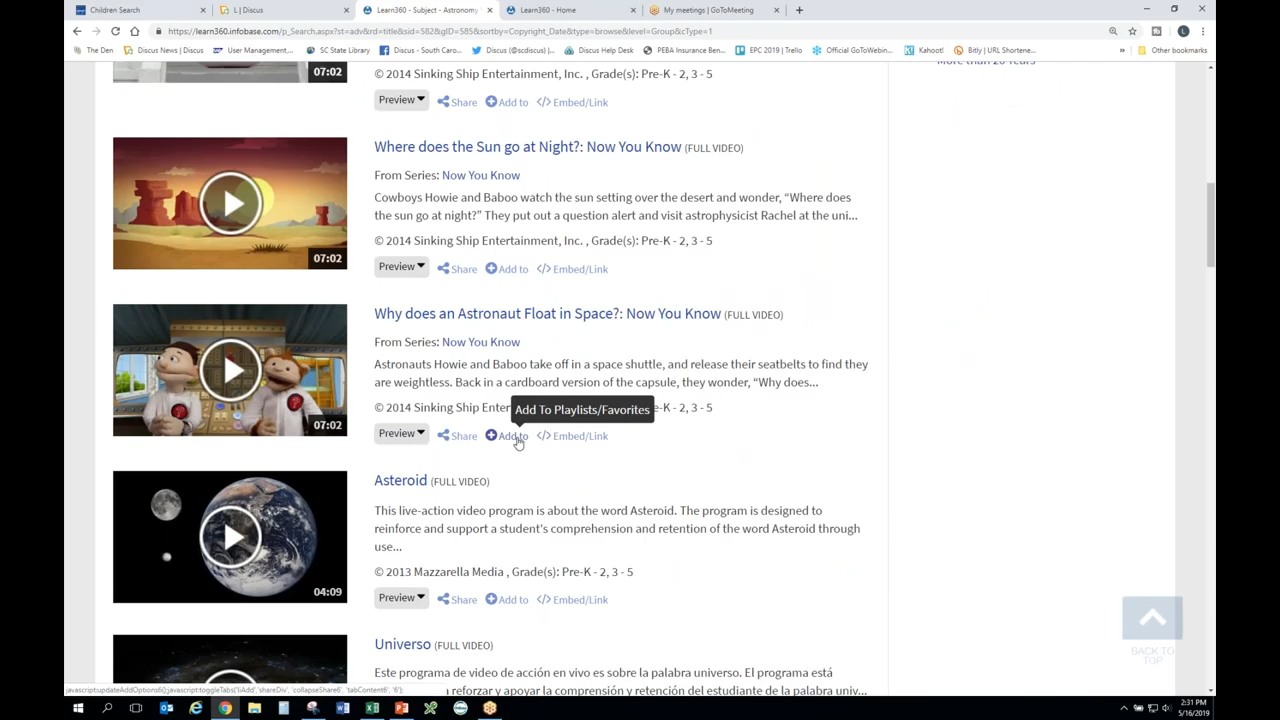 Children Search
L | Discus
Learn360 - Subject - Astronomy
Learn360 - Home
My meetings | GoToMeeting
https://learn360.infobase.com/p_Search.aspx?st=adv&rd=title&sid=582&gID=585&sortby=Copyright_Date&type=browse&level=Group&cType=1
L
The Den
Discus News | Discus
User Management,...
SC State Library
Discus - South Caro...
Discus (@scdiscus) ...
Discus Help Desk
PEBA Insurance Ben...
EPC 2019 | Trello
Official GoToWebin...
Kahoot!
Bitly | URL Shortene...
»
Other bookmarks
More than 20 Years
07:02
© 2014 Sinking Ship Entertainment, Inc. , Grade(s): Pre-K - 2, 3 - 5
Preview Share Add to </> Embed/Link
Where does the Sun go at Night?: Now You Know (FULL VIDEO)
From Series: Now You Know
Cowboys Howie and Baboo watch the sun setting over the desert and wonder, “Where does
the sun go at night?” They put out a question alert and visit astrophysicist Rachel at the uni...
© 2014 Sinking Ship Entertainment, Inc. , Grade(s): Pre-K - 2, 3 - 5
07:02
Preview Share Add to </> Embed/Link
Why does an Astronaut Float in Space?: Now You Know (FULL VIDEO)
From Series: Now You Know
Astronauts Howie and Baboo take off in a space shuttle, and release their seatbelts to find they
are weightless. Back in a cardboard version of the capsule, they wonder, “Why does...
© 2014 Sinking Ship Enter
Add To Playlists/Favorites
e-K - 2, 3 - 5
07:02
Preview Share Add to </> Embed/Link
Asteroid (FULL VIDEO)
This live-action video program is about the word Asteroid. The program is designed to
reinforce and support a student's comprehension and retention of the word Asteroid through
use...
© 2013 Mazzarella Media , Grade(s): Pre-K - 2, 3 - 5
04:09
Preview Share Add to </> Embed/Link
BACK TO
TOP
Universo (FULL VIDEO)
Este programa de video de acción en vivo es sobre la palabra universo. El programa está
reforzar y apoyar la comprensión y retención del estudiante de la palabra univ...
javascript:updateAddOptions6();javascript:toggleTabs('liAdd', 'shareDiv', 'collapseShare6', 'tabContent6', '6');
2:31 PM
5/16/2019